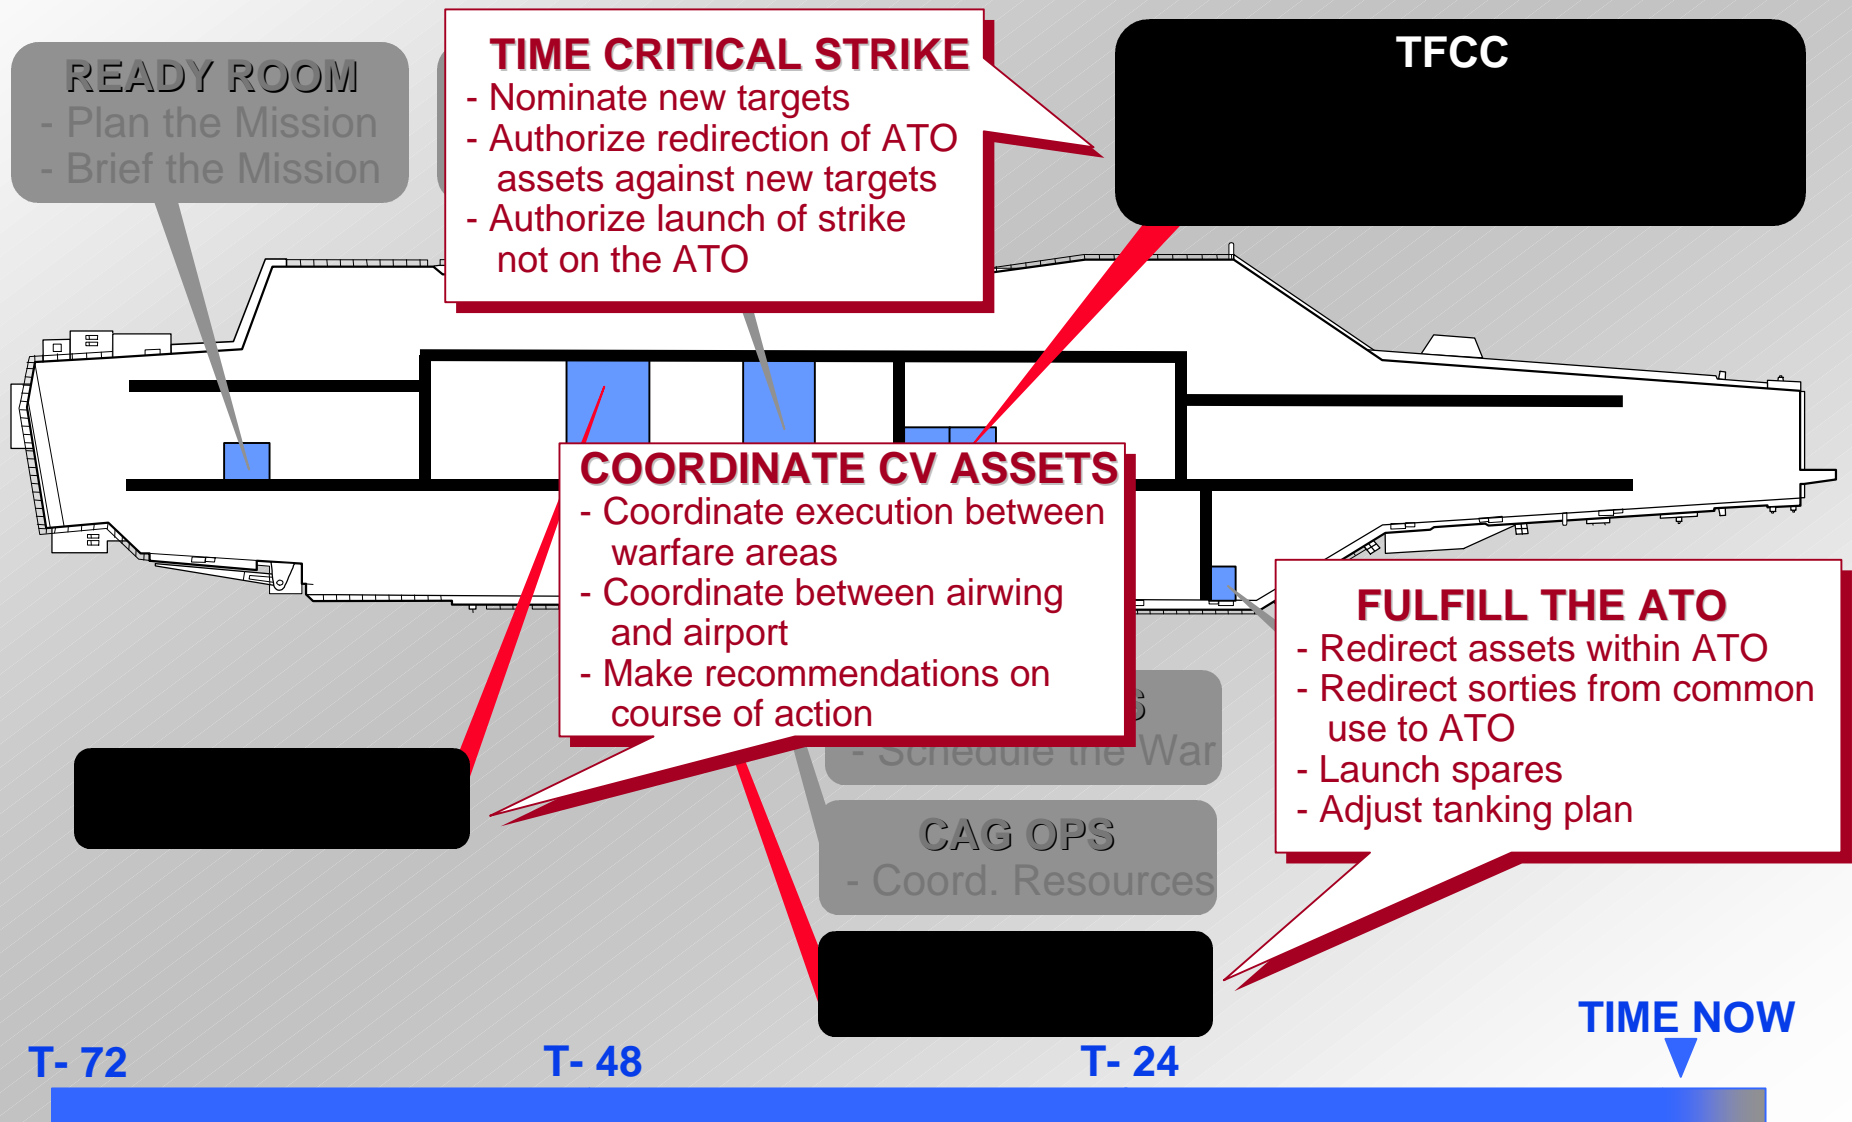 READY ROOM
- Plan the Mission
- Brief the Mission
TIME CRITICAL STRIKE
- Nominate new targets
- Authorize redirection of ATO
assets against new targets
- Authorize launch of strike
not on the ATO
TFCC
COORDINATE CV ASSETS
- Coordinate execution between
warfare areas
- Coordinate between airwing
and airport
- Make recommendations on
course of action
FULFILL THE ATO
- Redirect assets within ATO
- Redirect sorties from common
use to ATO
- Launch spares
- Adjust tanking plan
- Schedule the War
CAG OPS
- Coord. Resources
TIME NOW
T- 72
T- 48
T- 24